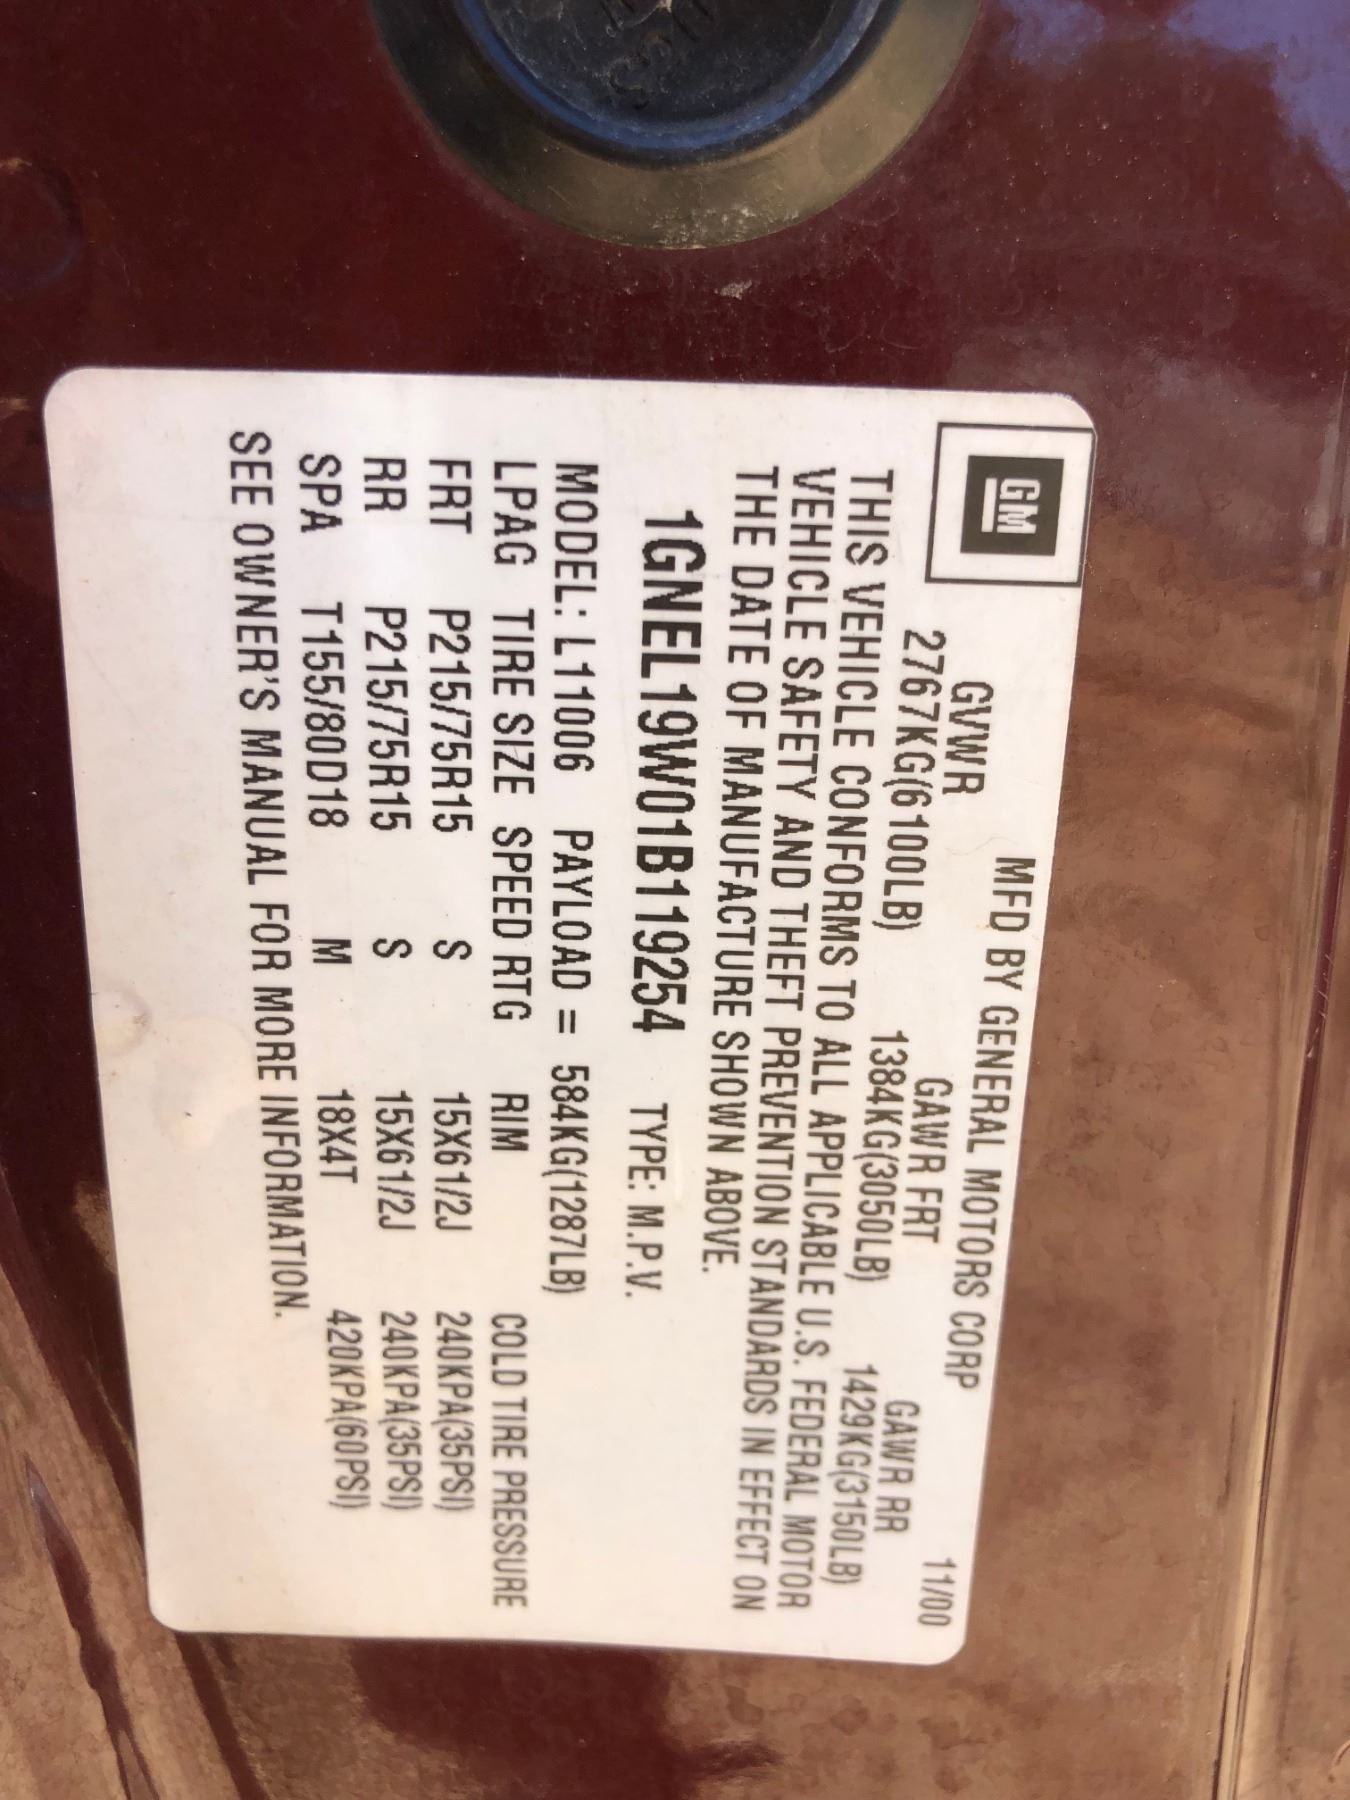 GM
MFD BY GENERAL MOTORS CORP 11/00
GVWR GAWR FRT GAWR RR
2767KG(6100LB) 1384KG(3050LB) 1429KG(3150LB)
THIS VEHICLE CONFORMS TO ALL APPLICABLE U.S. FEDERAL MOTOR
VEHICLE SAFETY AND THEFT PREVENTION STANDARDS IN EFFECT ON
THE DATE OF MANUFACTURE SHOWN ABOVE.
1GNEL19W01B119254 TYPE: M.P.V.
MODEL: L11006 PAYLOAD = 584KG(1287LB)
LPAG TIRE SIZE SPEED RTG RIM COLD TIRE PRESSURE
FRT P215/75R15 S 15X61/2J 240KPA(35PSI)
RR P215/75R15 S 15X61/2J 240KPA(35PSI)
SPA T155/80D18 M 18X4T 420KPA(60PSI)
SEE OWNER'S MANUAL FOR MORE INFORMATION.